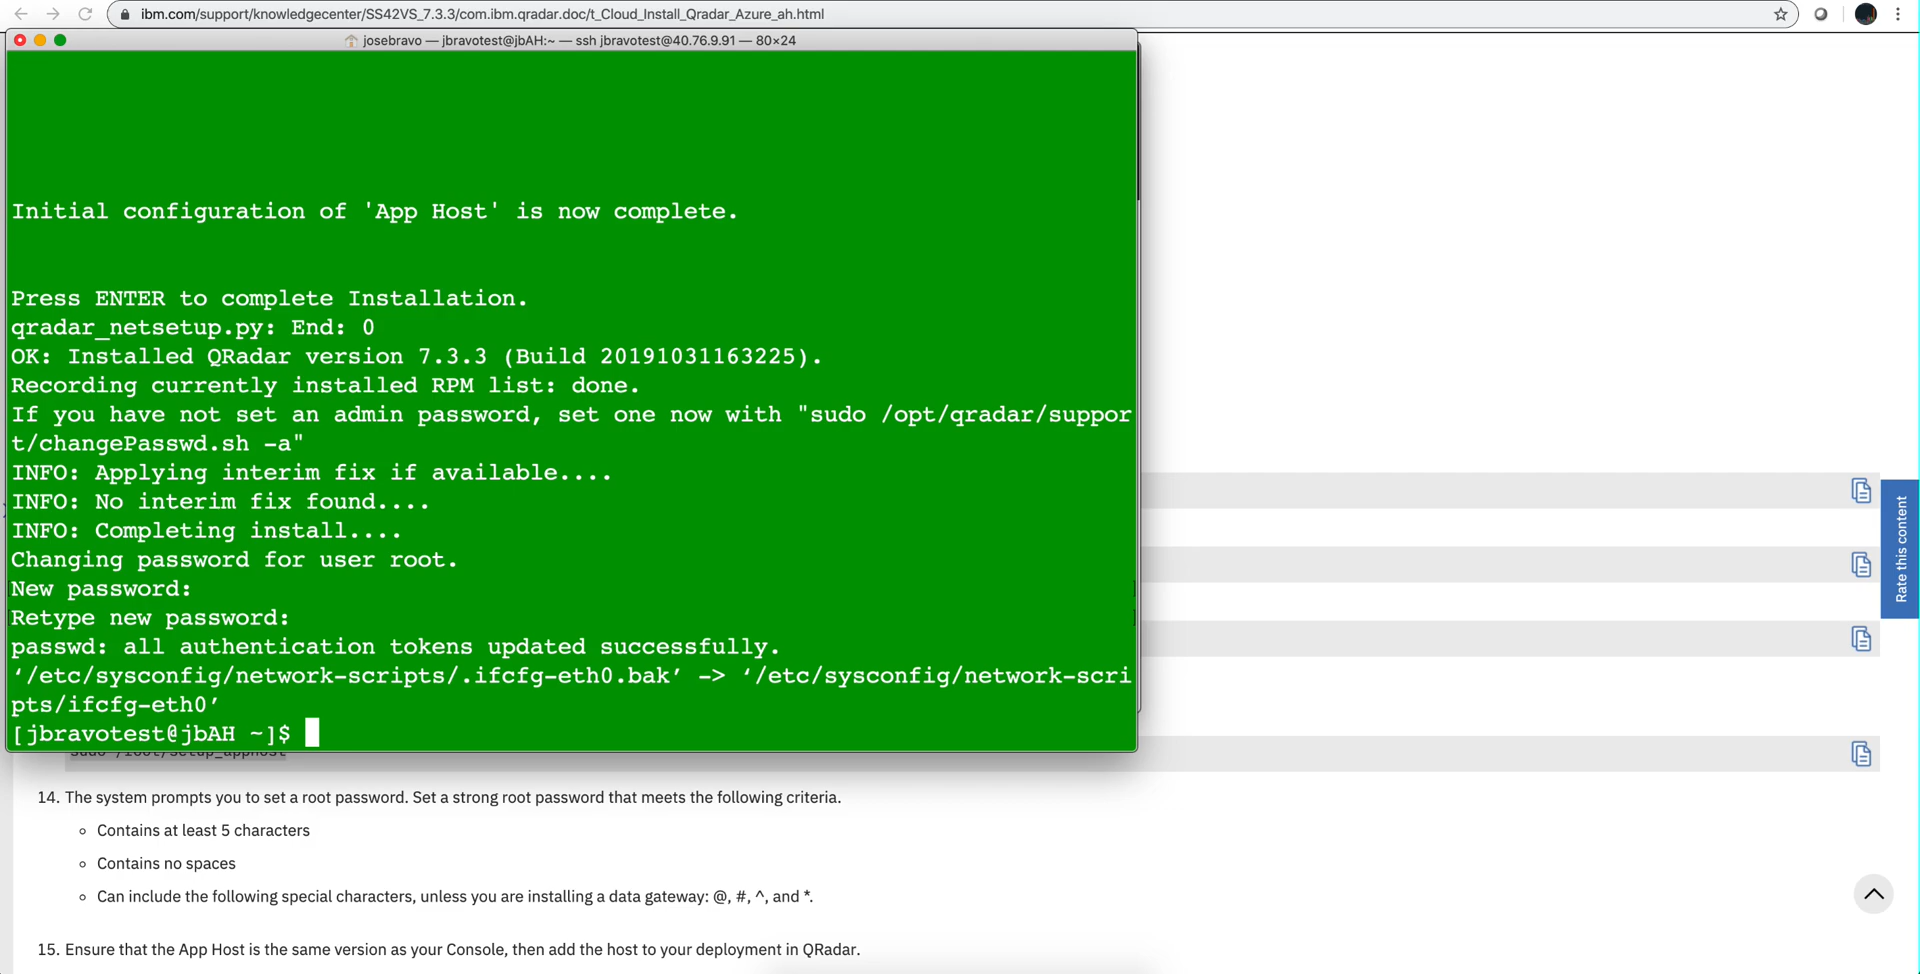 ibm.com/support/knowledgecenter/SS42VS_7.3.3/com.ibm.qradar.doc/t_Cloud_Install_Qradar_Azure_ah.html
josebravo — jbravotest@jbAH:~ — ssh jbravotest@40.76.9.91 — 80×24
Initial configuration of 'App Host' is now complete.
Press ENTER to complete Installation.
qradar_netsetup.py: End: 0
OK: Installed QRadar version 7.3.3 (Build 20191031163225).
Recording currently installed RPM list: done.
If you have not set an admin password, set one now with "sudo /opt/qradar/suppor
t/changePasswd.sh -a"
INFO: Applying interim fix if available....
INFO: No interim fix found....
INFO: Completing install....
Changing password for user root.
New password:
Retype new password:
passwd: all authentication tokens updated successfully.
‘/etc/sysconfig/network-scripts/.ifcfg-eth0.bak’ -> ‘/etc/sysconfig/network-scri
pts/ifcfg-eth0’
[jbravotest@jbAH ~]$
sudo /root/setup_apphost
14. The system prompts you to set a root password. Set a strong root password that meets the following criteria.
Contains at least 5 characters
Contains no spaces
Can include the following special characters, unless you are installing a data gateway: @, #, ^, and *.
15. Ensure that the App Host is the same version as your Console, then add the host to your deployment in QRadar.
Rate this content